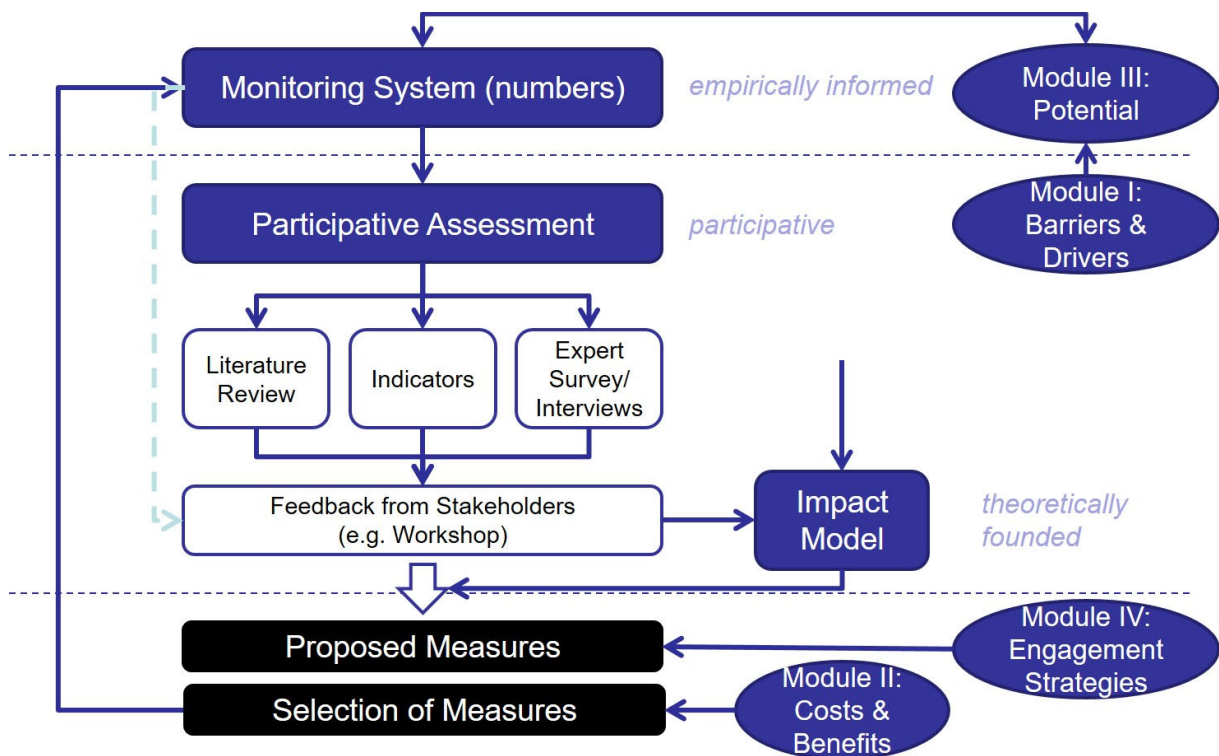 Monitoring System (numbers)
empirically informed
Module III:
Potential
Participative Assessment
participative
Module I:
Barriers &
Drivers
Literature
Review
Indicators
Expert
Survey/
Interviews
Feedback from Stakeholders
(e.g. Workshop)
Impact
Model
theoretically
founded
Proposed Measures
Module IV:
Engagement
Strategies
Selection of Measures
Module II:
Costs &
Benefits